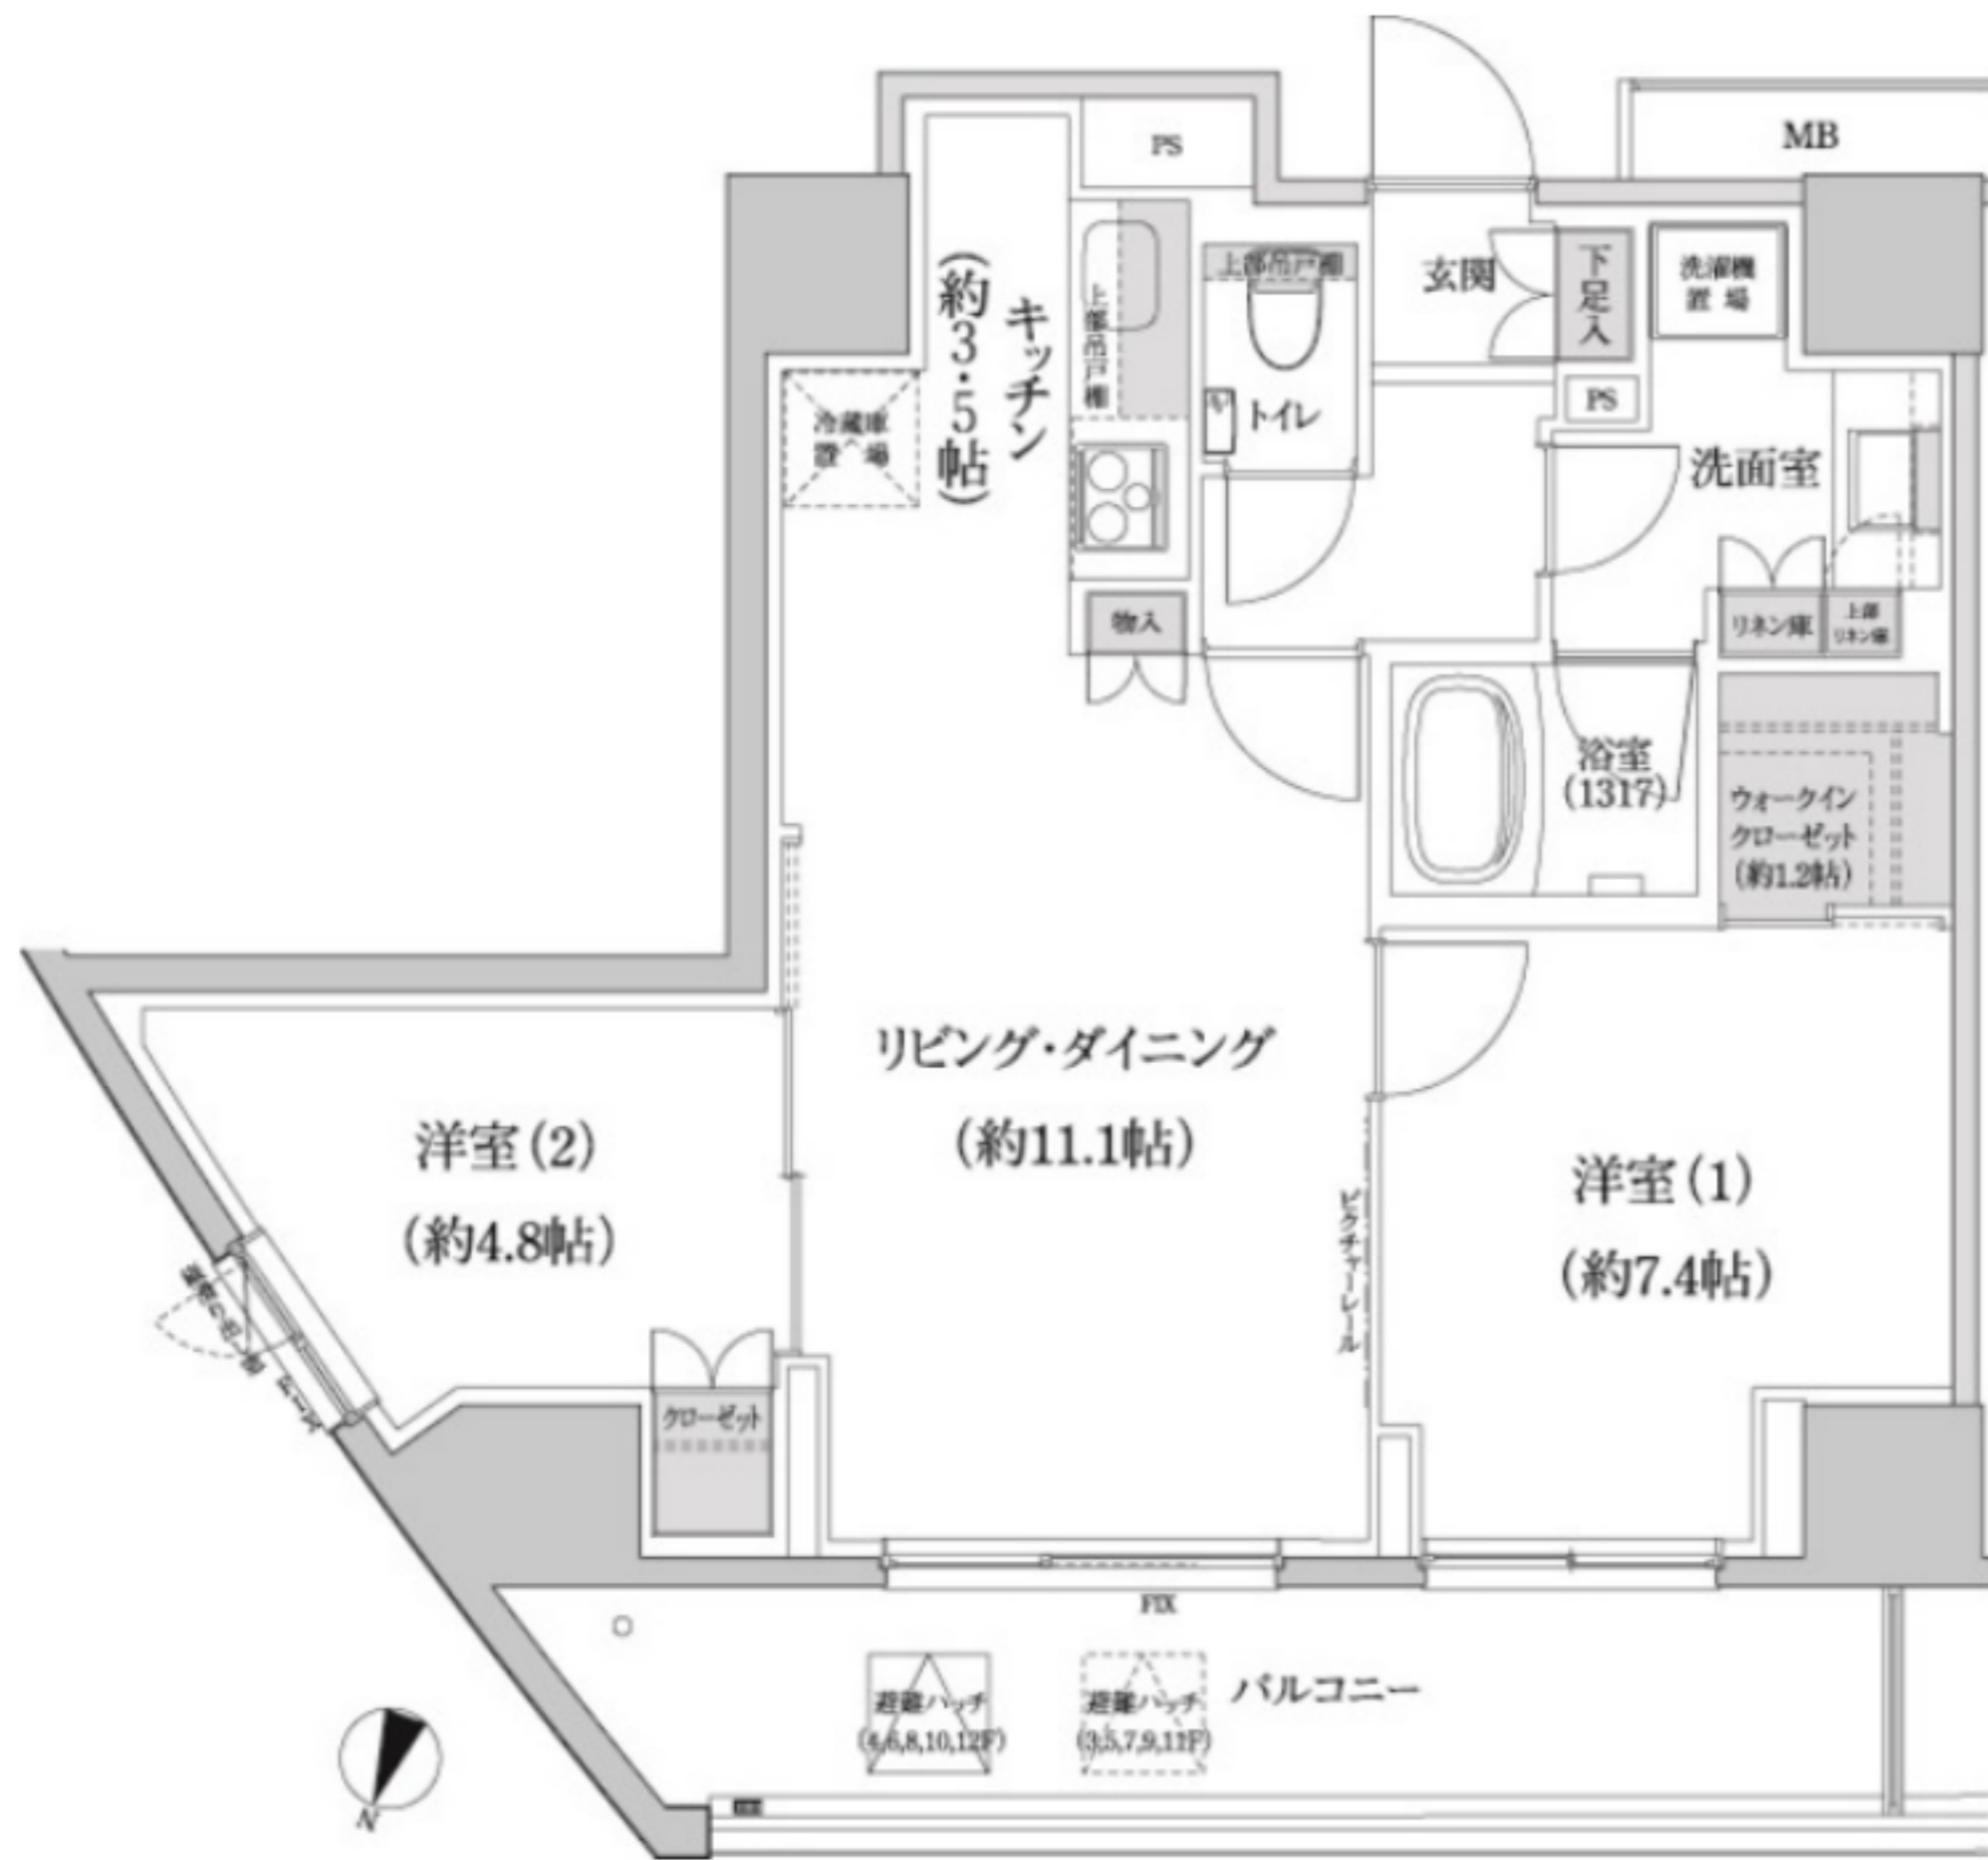 PS
MB
上部吊戸棚
玄関
下足入
洗濯機
置場
キッチン
(約3・5帖)
上部吊戸棚
冷蔵庫
置場
トイレ
PS
洗面室
物入
リネン庫
上部
リネン庫
浴室
(1317)
ウォークイン
クローゼット
(約1.2帖)
リビング・ダイニング
(約11.1帖)
洋室(2)
(約4.8帖)
洋室(1)
(約7.4帖)
ピクチャーレール
クローゼット
FIX
バルコニー
避難ハッチ
(4,6,8,10,12F)
避難ハッチ
(3,5,7,9,11F)
N